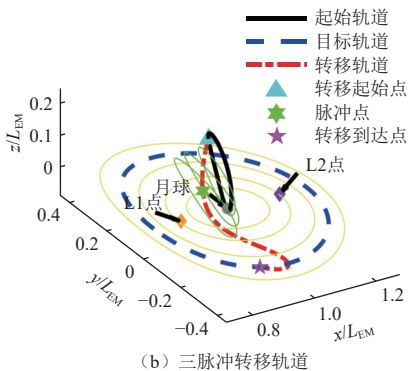 起始轨道
目标轨道
转移轨道
转移起始点
脉冲点
转移到达点
z/L_EM
0.2
0.1
0
月球
L2点
L1点
0.4
0.2
0
−0.2
−0.4
y/L_EM
0.8
1.0
1.2
x/L_EM
（b）三脉冲转移轨道